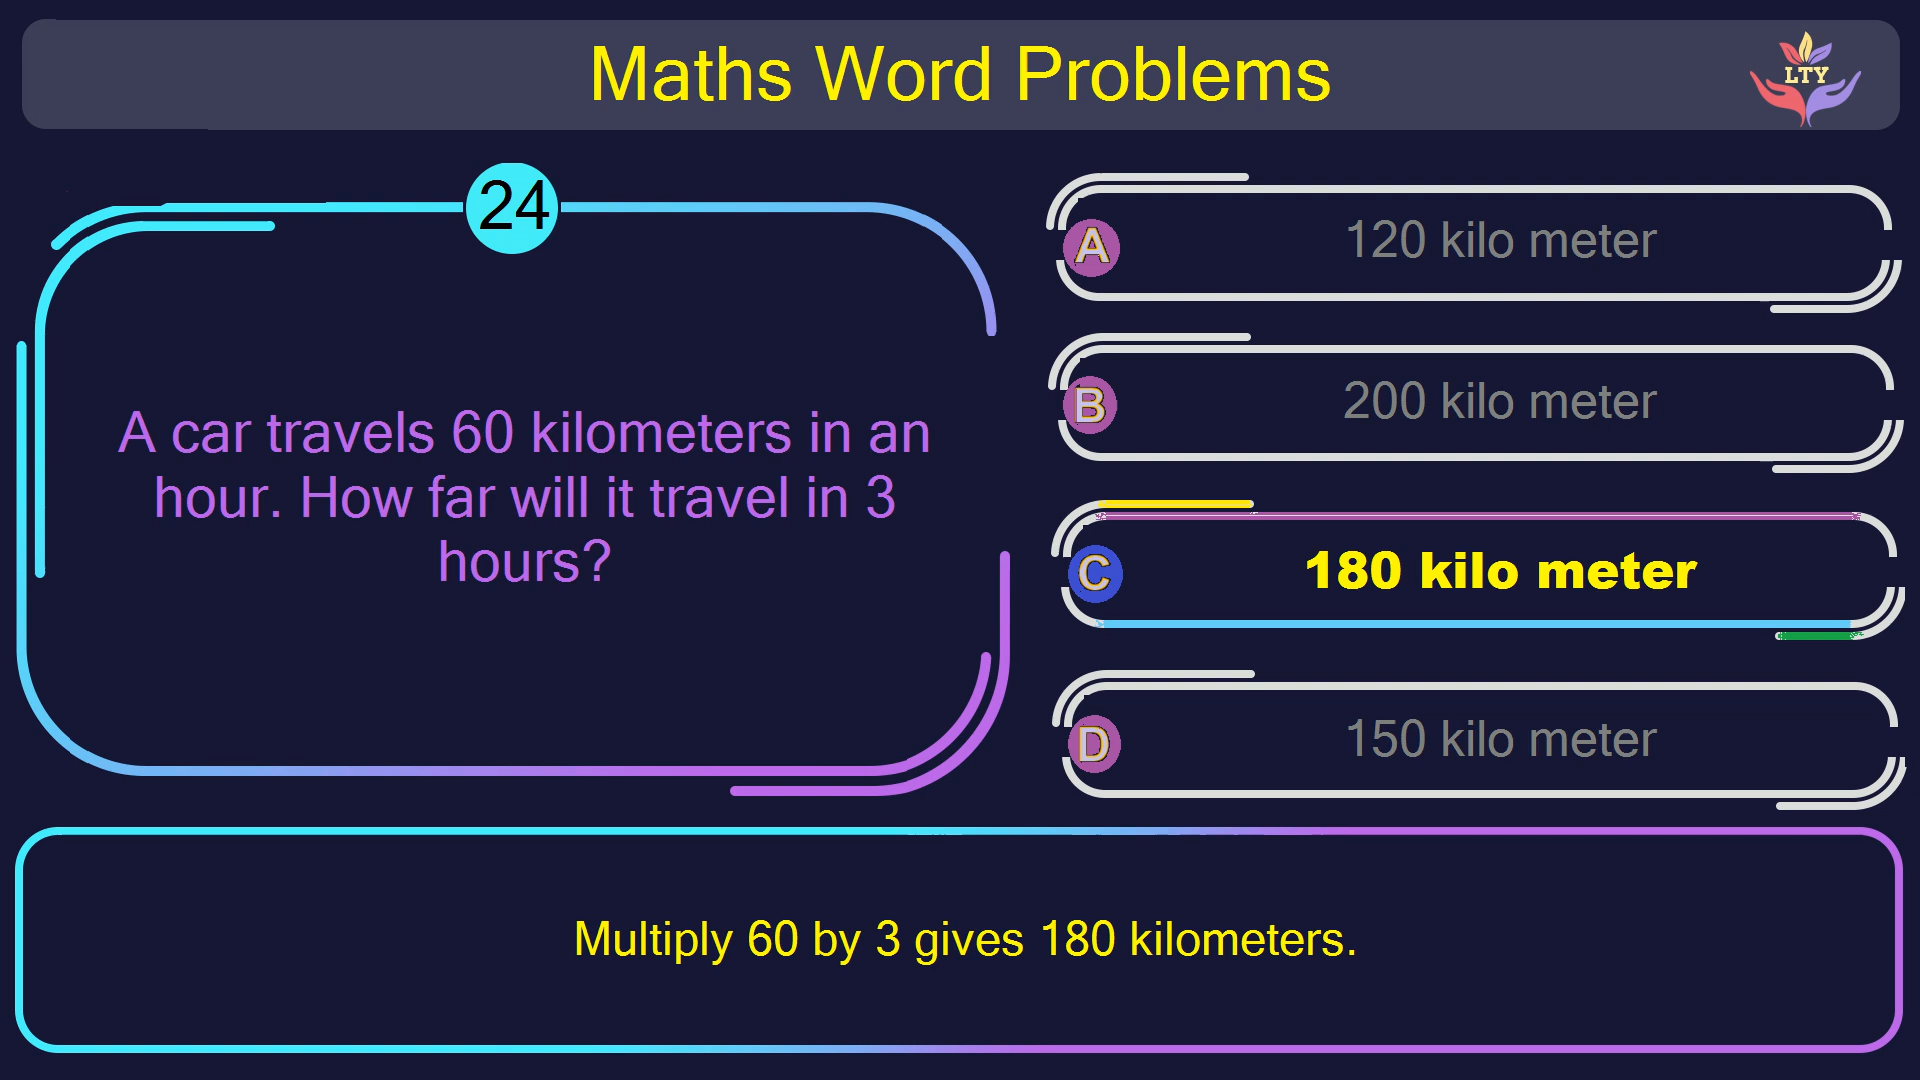 Maths Word Problems
LTY
24
A car travels 60 kilometers in an
hour. How far will it travel in 3
hours?
A
120 kilo meter
B
200 kilo meter
C
180 kilo meter
D
150 kilo meter
Multiply 60 by 3 gives 180 kilometers.